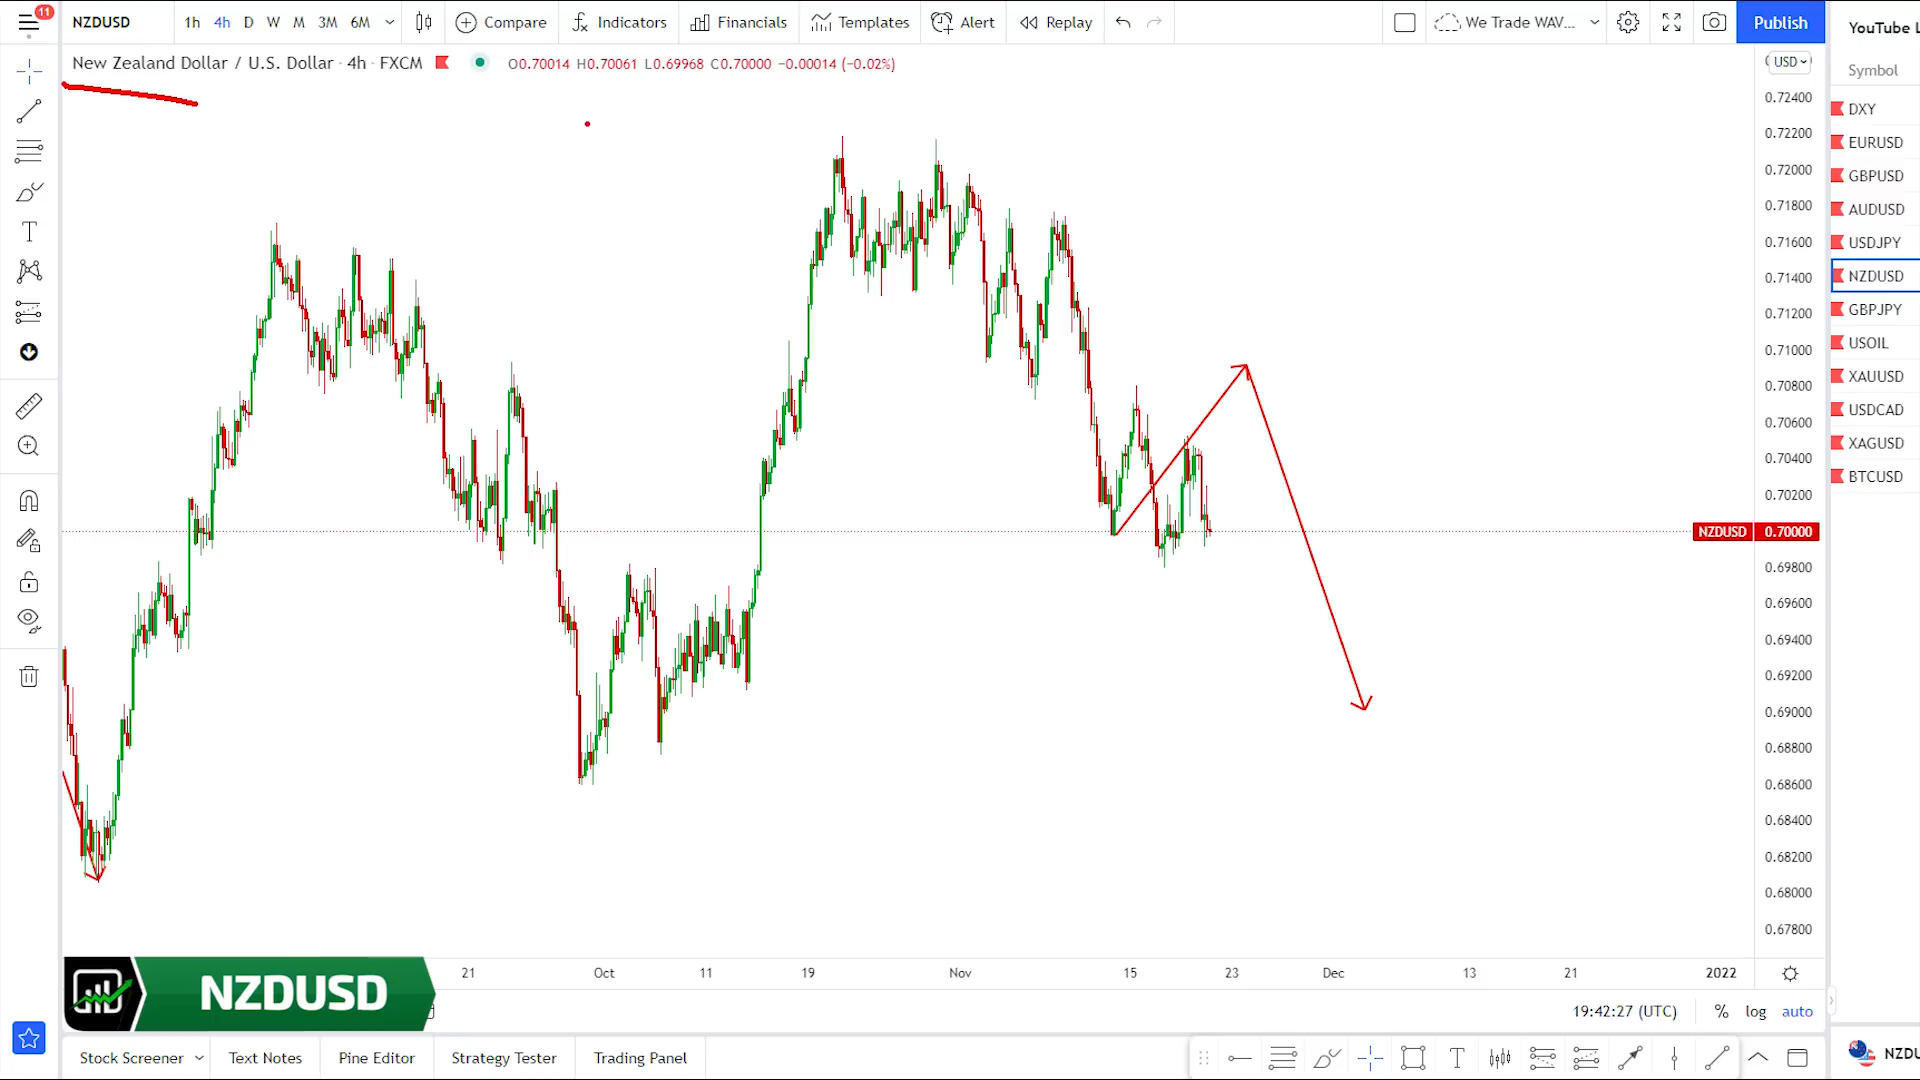 11
NZDUSD 1h 4h D W M 3M 6M Compare Indicators Financials Templates Alert Replay We Trade WAV... Publish
New Zealand Dollar / U.S. Dollar · 4h · FXCM O0.70014 H0.70061 L0.69968 C0.70000 −0.00014 (−0.02%)
USD
0.72400
0.72200
0.72000
0.71800
0.71600
0.71400
0.71200
0.71000
0.70800
0.70600
0.70400
0.70200
NZDUSD 0.70000
0.69800
0.69600
0.69400
0.69200
0.69000
0.68800
0.68600
0.68400
0.68200
0.68000
0.67800
YouTube L
Symbol
DXY
EURUSD
GBPUSD
AUDUSD
USDJPY
NZDUSD
GBPJPY
USOIL
XAUUSD
USDCAD
XAGUSD
BTCUSD
21 Oct 11 19 Nov 15 23 Dec 13 21 2022
NZDUSD
19:42:27 (UTC) % log auto
Stock Screener Text Notes Pine Editor Strategy Tester Trading Panel
NZDU